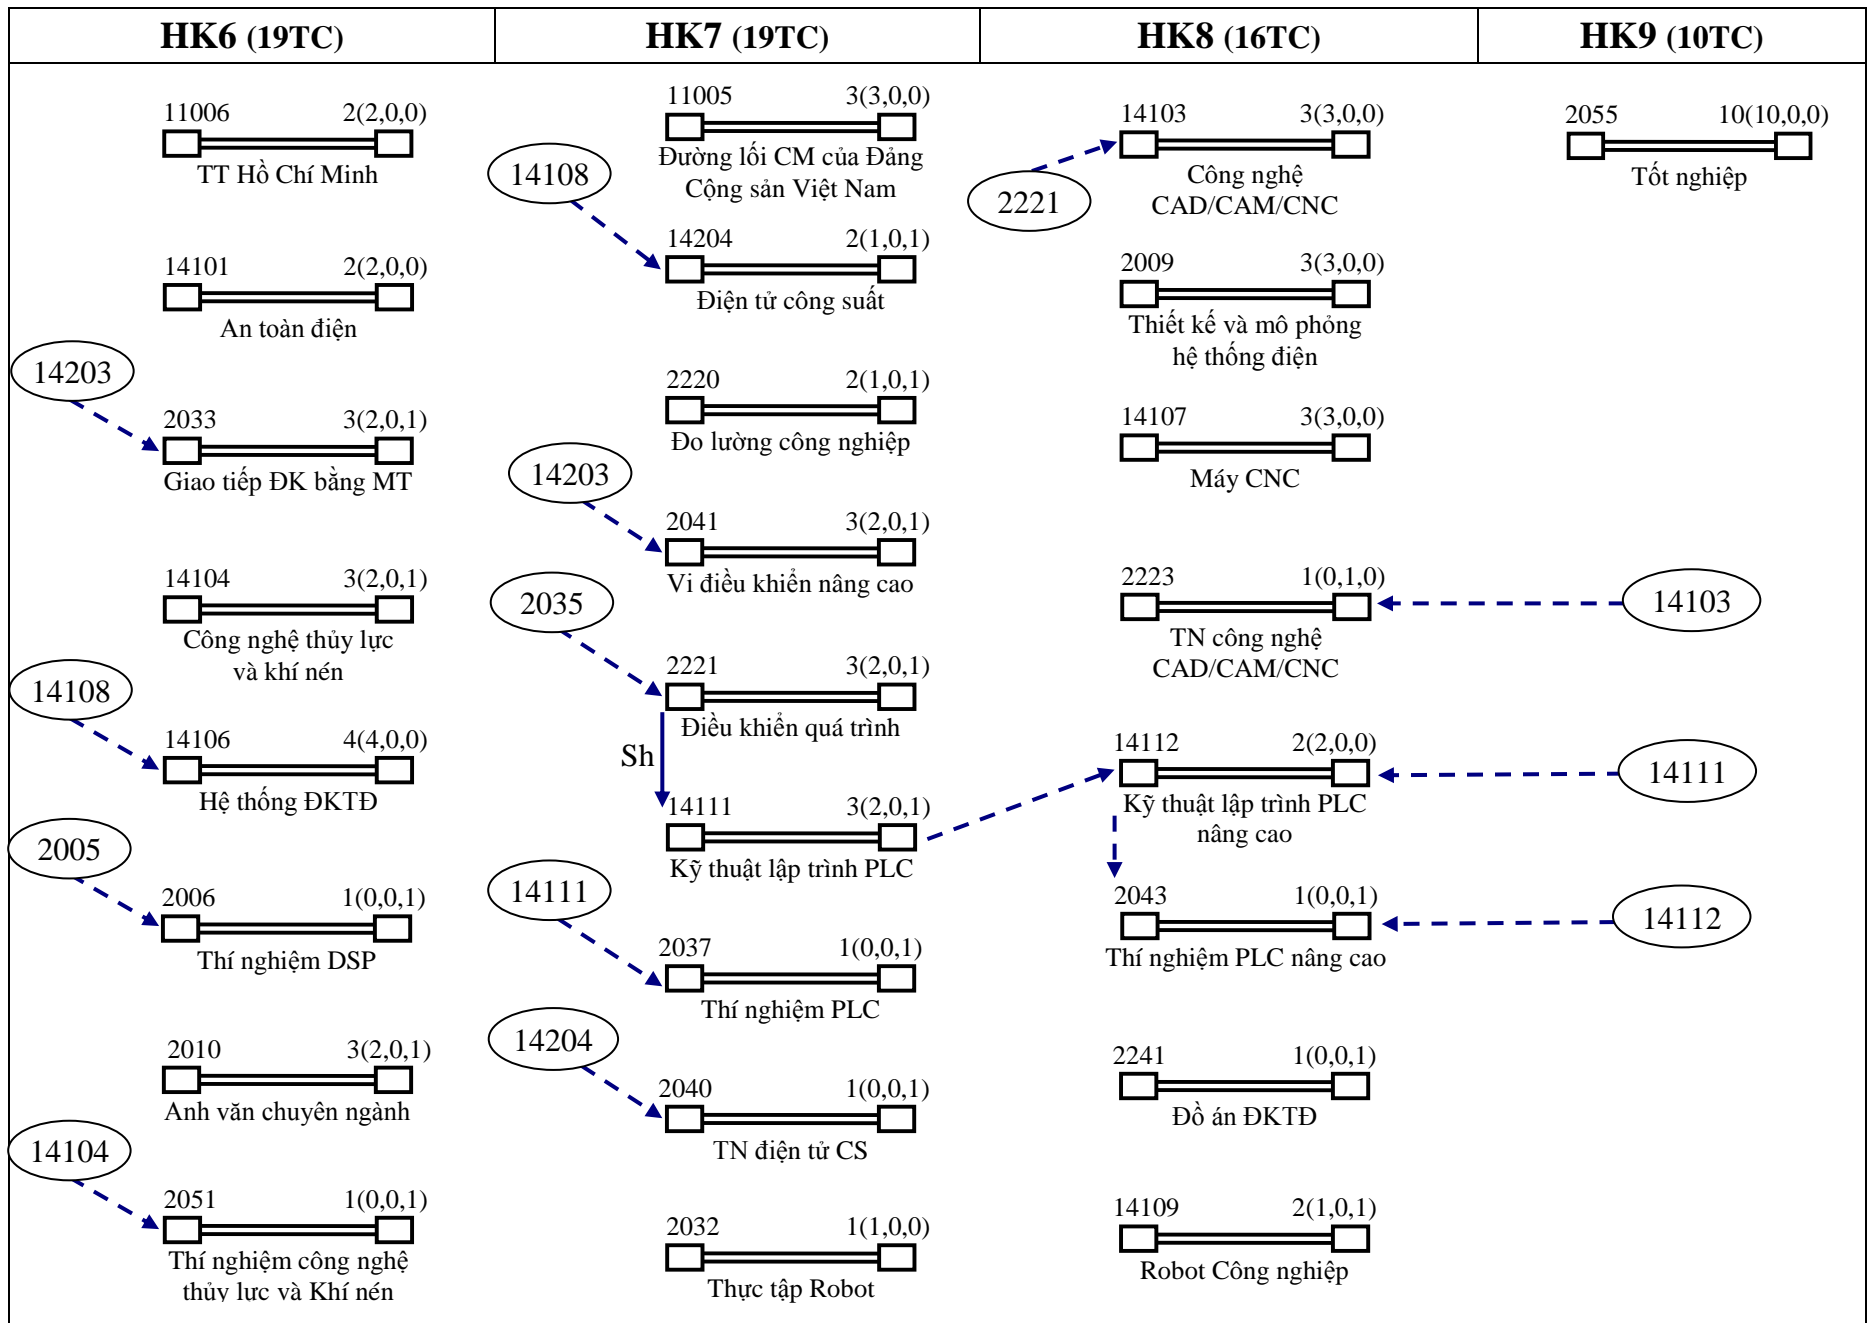 HK6 (19TC)
HK7 (19TC)
HK8 (16TC)
HK9 (10TC)
11006 2(2,0,0)
TT Hồ Chí Minh
14101 2(2,0,0)
An toàn điện
14203
2033 3(2,0,1)
Giao tiếp ĐK bằng MT
14104 3(2,0,1)
Công nghệ thủy lực
và khí nén
14108
14106 4(4,0,0)
Hệ thống ĐKTĐ
2005
2006 1(0,0,1)
Thí nghiệm DSP
2010 3(2,0,1)
Anh văn chuyên ngành
14104
2051 1(0,0,1)
Thí nghiệm công nghệ
thủy lực và Khí nén
11005 3(3,0,0)
Đường lối CM của Đảng
Cộng sản Việt Nam
14108
14204 2(1,0,1)
Điện tử công suất
2220 2(1,0,1)
Đo lường công nghiệp
14203
2041 3(2,0,1)
Vi điều khiển nâng cao
2035
2221 3(2,0,1)
Điều khiển quá trình
Sh
14111 3(2,0,1)
Kỹ thuật lập trình PLC
14111
2037 1(0,0,1)
Thí nghiệm PLC
14204
2040 1(0,0,1)
TN điện tử CS
2032 1(1,0,0)
Thực tập Robot
14103 3(3,0,0)
Công nghệ
CAD/CAM/CNC
2221
2009 3(3,0,0)
Thiết kế và mô phỏng
hệ thống điện
14107 3(3,0,0)
Máy CNC
2223 1(0,1,0)
TN công nghệ
CAD/CAM/CNC
14112 2(2,0,0)
Kỹ thuật lập trình PLC
nâng cao
2043 1(0,0,1)
Thí nghiệm PLC nâng cao
2241 1(0,0,1)
Đồ án ĐKTĐ
14109 2(1,0,1)
Robot Công nghiệp
2055 10(10,0,0)
Tốt nghiệp
14103
14111
14112